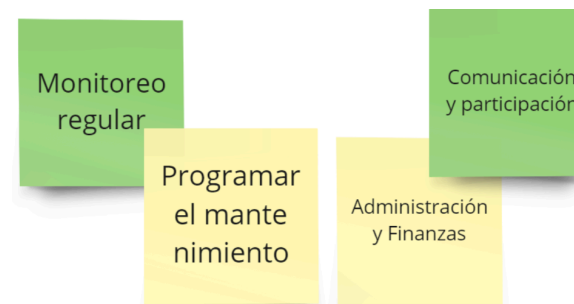 Monitoreo
regular
Programar
el mante
nimiento
Administración
y Finanzas
Comunicación
y participación